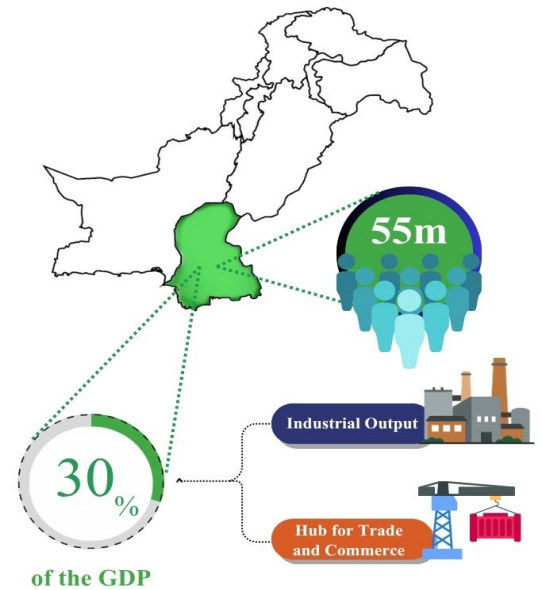 55m
Industrial Output
30%
of the GDP
Hub for Trade
and Commerce